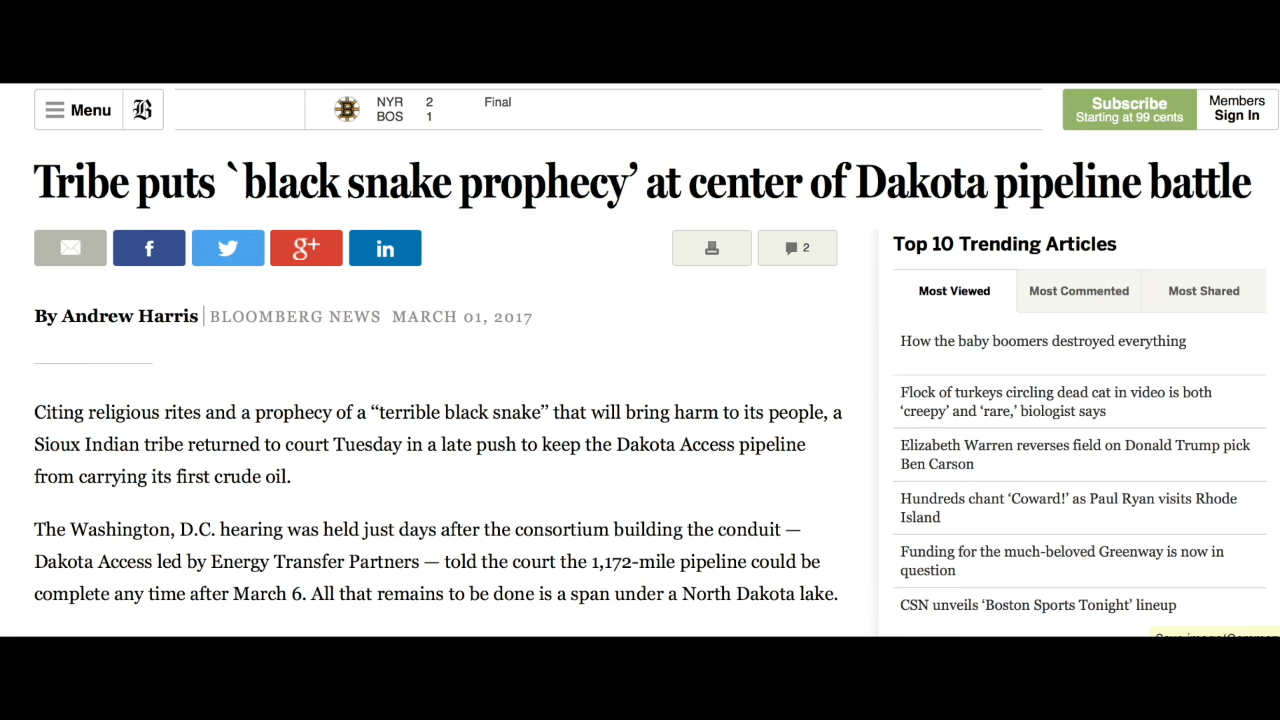 Menu
B
NYR 2 Final
BOS 1
Subscribe
Starting at 99 cents
Members
Sign In
Tribe puts `black snake prophecy’ at center of Dakota pipeline battle
f
g+
in
2
By Andrew Harris | BLOOMBERG NEWS MARCH 01, 2017
Citing religious rites and a prophecy of a “terrible black snake” that will bring harm to its people, a
Sioux Indian tribe returned to court Tuesday in a late push to keep the Dakota Access pipeline
from carrying its first crude oil.
The Washington, D.C. hearing was held just days after the consortium building the conduit —
Dakota Access led by Energy Transfer Partners — told the court the 1,172-mile pipeline could be
complete any time after March 6. All that remains to be done is a span under a North Dakota lake.
Top 10 Trending Articles
Most Viewed Most Commented Most Shared
How the baby boomers destroyed everything
Flock of turkeys circling dead cat in video is both
‘creepy’ and ‘rare,’ biologist says
Elizabeth Warren reverses field on Donald Trump pick
Ben Carson
Hundreds chant ‘Coward!’ as Paul Ryan visits Rhode
Island
Funding for the much-beloved Greenway is now in
question
CSN unveils ‘Boston Sports Tonight’ lineup